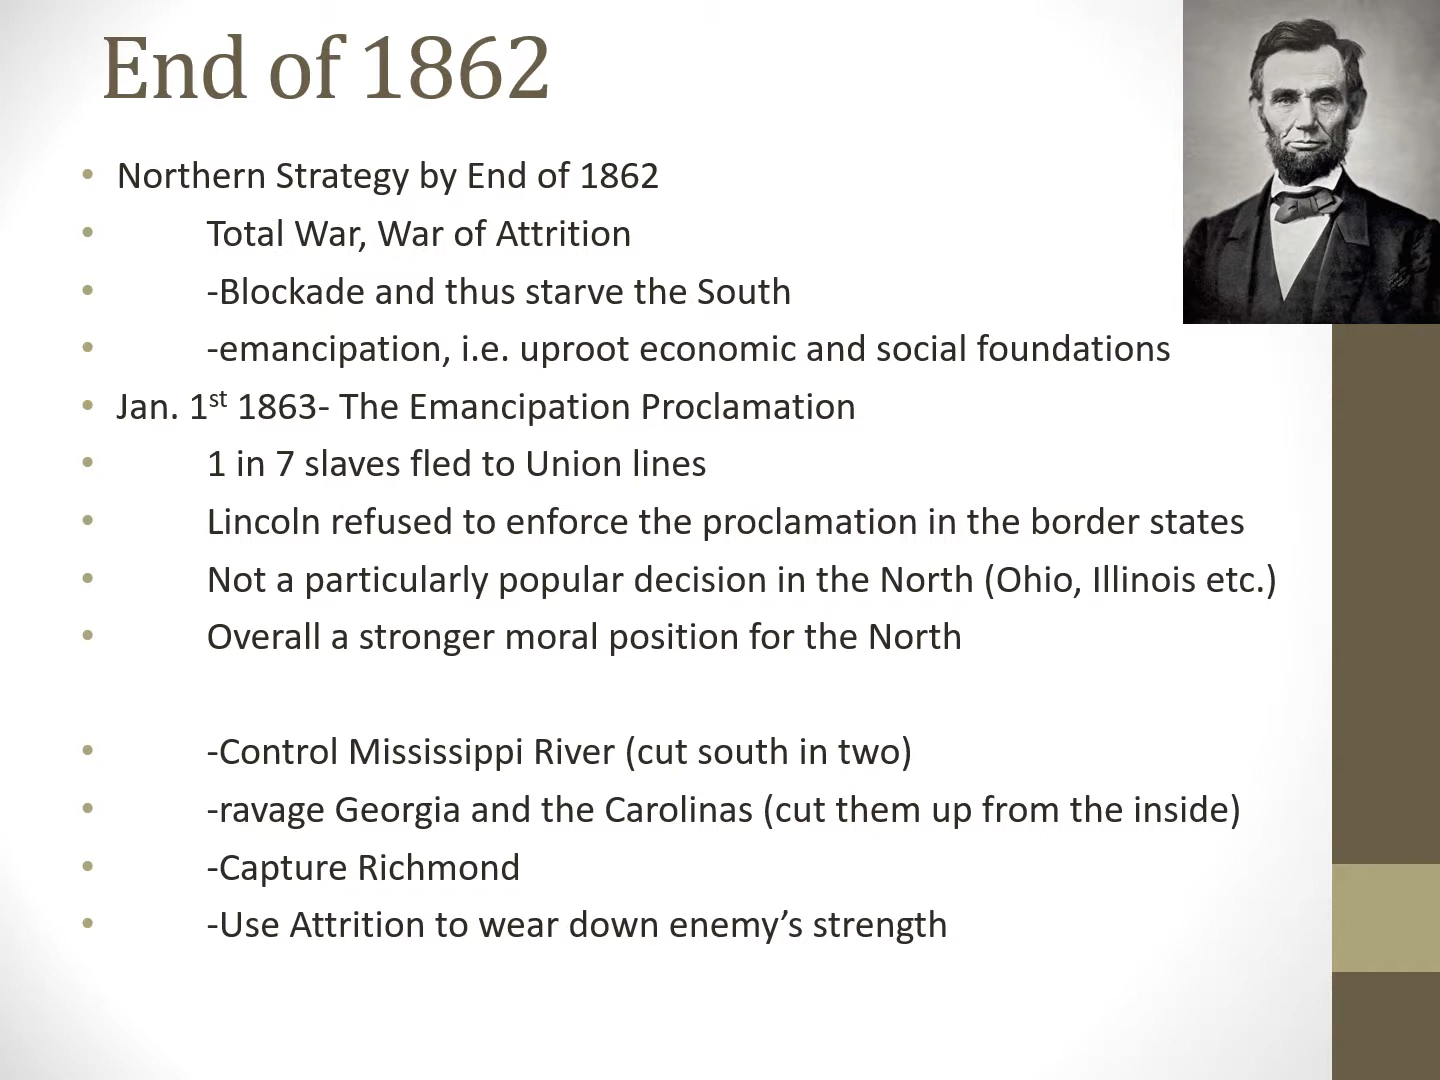 End of 1862
• Northern Strategy by End of 1862
• Total War, War of Attrition
• -Blockade and thus starve the South
• -emancipation, i.e. uproot economic and social foundations
• Jan. 1st 1863- The Emancipation Proclamation
• 1 in 7 slaves fled to Union lines
• Lincoln refused to enforce the proclamation in the border states
• Not a particularly popular decision in the North (Ohio, Illinois etc.)
• Overall a stronger moral position for the North
• -Control Mississippi River (cut south in two)
• -ravage Georgia and the Carolinas (cut them up from the inside)
• -Capture Richmond
• -Use Attrition to wear down enemy’s strength